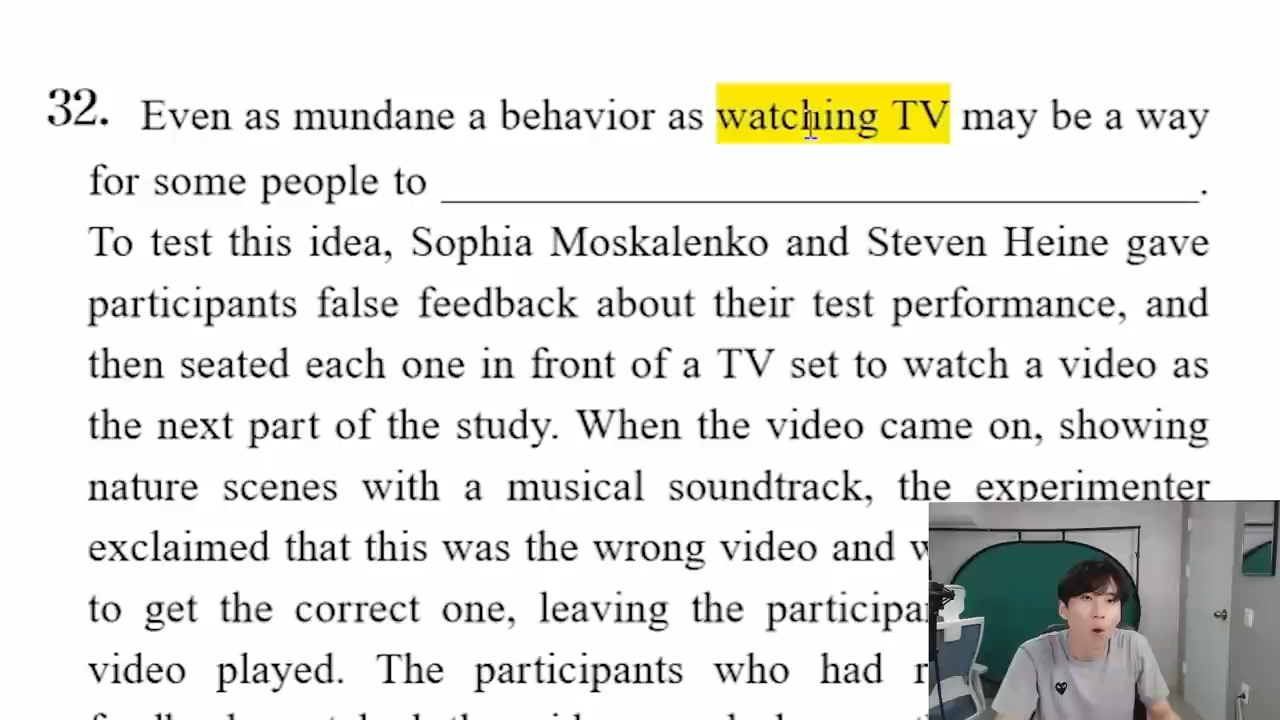 32. Even as mundane a behavior as watching TV may be a way
for some people to ______________________________.
To test this idea, Sophia Moskalenko and Steven Heine gave
participants false feedback about their test performance, and
then seated each one in front of a TV set to watch a video as
the next part of the study. When the video came on, showing
nature scenes with a musical soundtrack, the experimenter
exclaimed that this was the wrong video and
to get the correct one, leaving the
video played. The participants who had